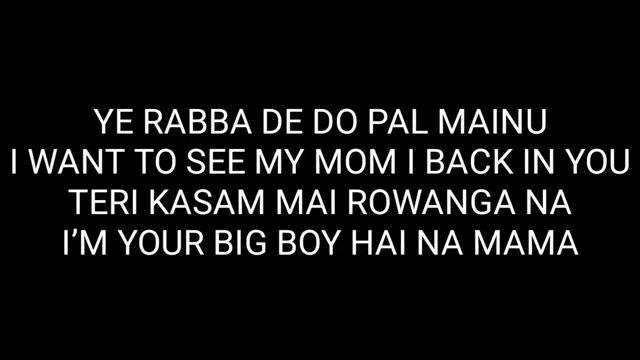 YE RABBA DE DO PAL MAINU
I WANT TO SEE MY MOM I BACK IN YOU
TERI KASAM MAI ROWANGA NA
I’M YOUR BIG BOY HAI NA MAMA